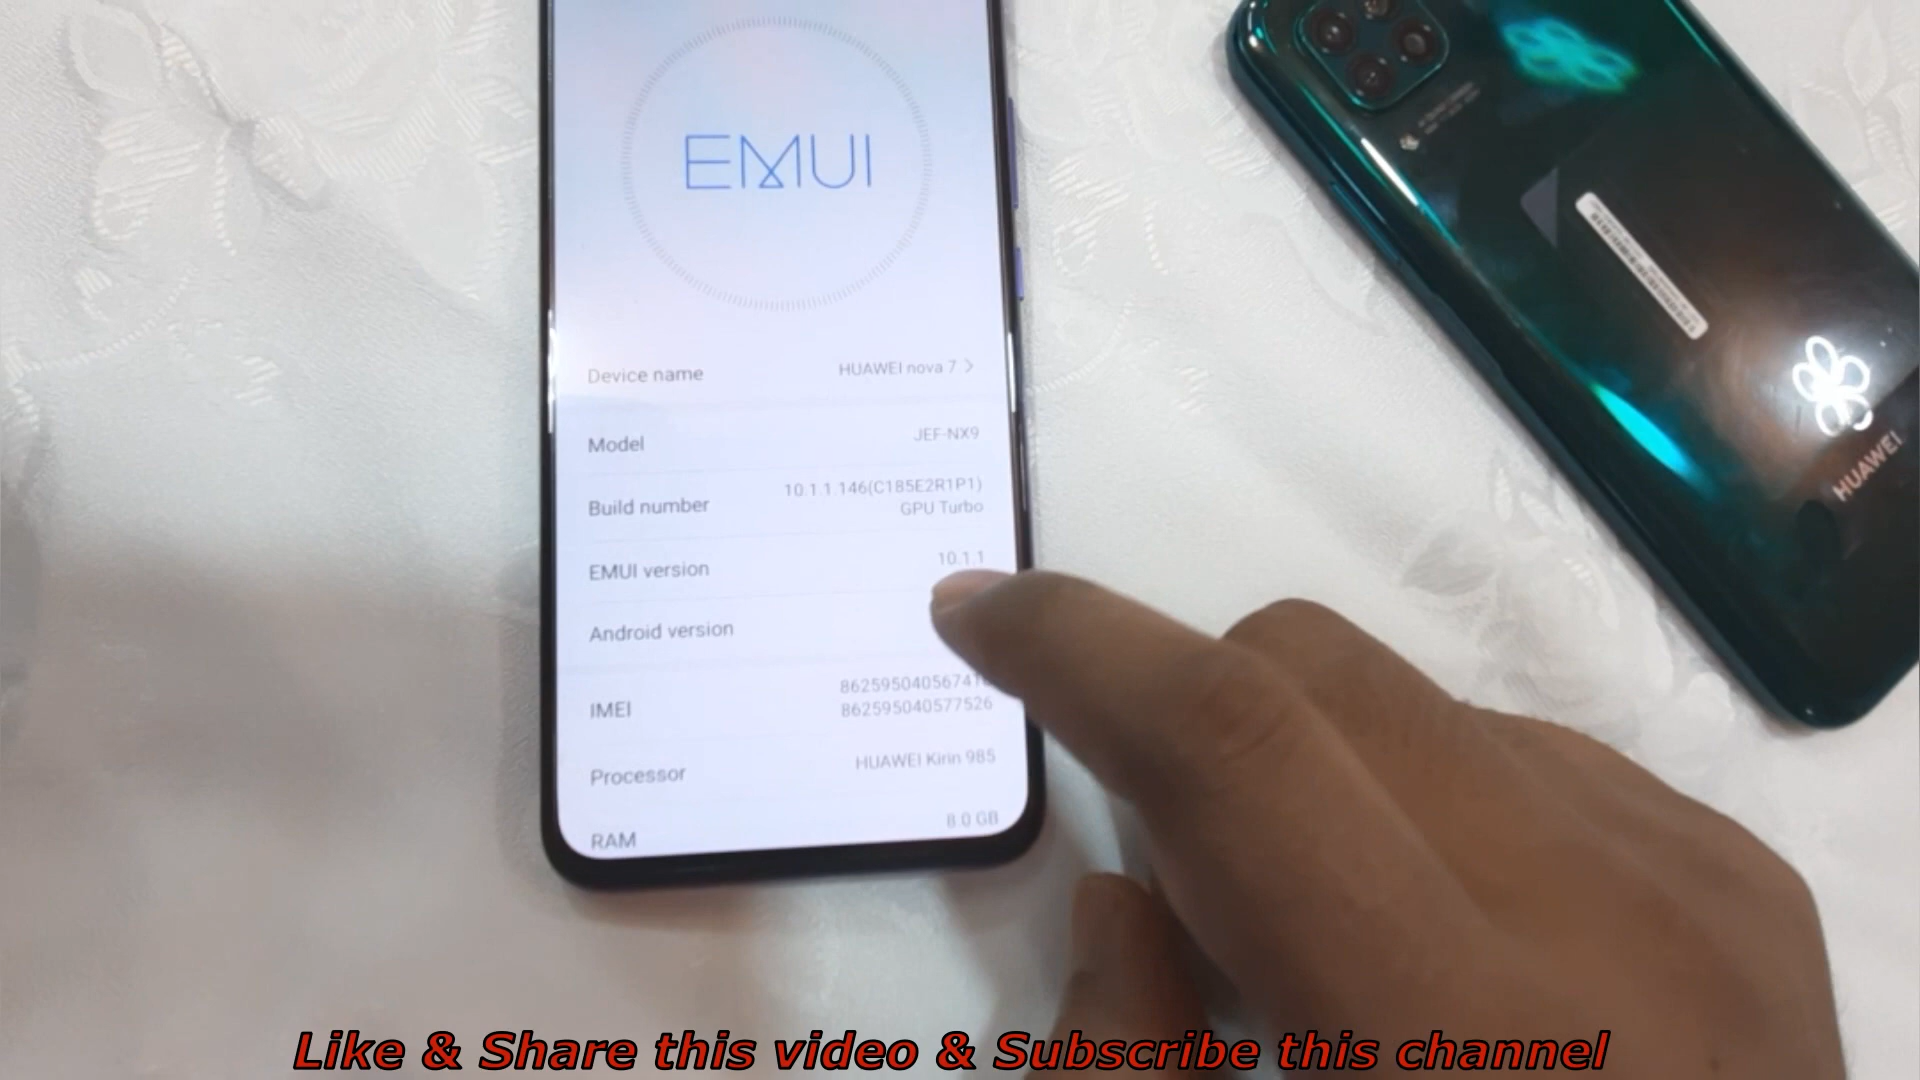 EMUI
Device name HUAWEI nova 7
Model JEF-NX9
Build number 10.1.1.146(C185E2R1P1)
GPU Turbo
EMUI version 10.1.1
Android version
IMEI 86259504056741
862595040577526
Processor HUAWEI Kirin 985
RAM 8.0 GB
HUAWEI
Like & Share this video & Subscribe this channel